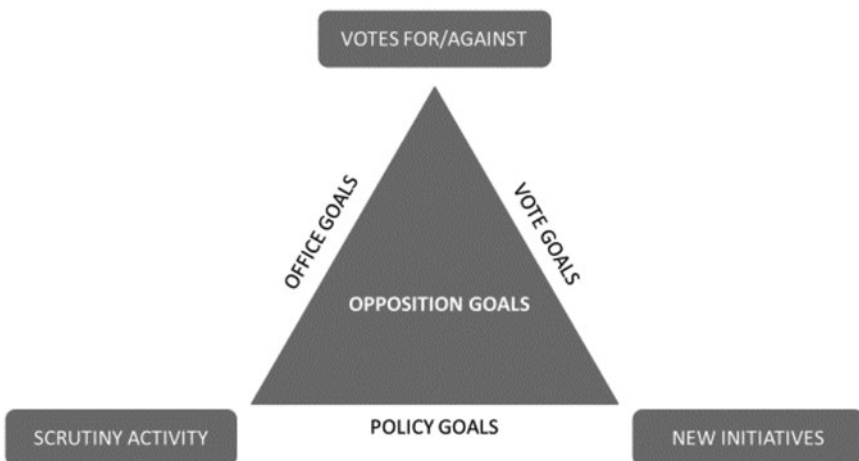 VOTES FOR/AGAINST
OFFICE GOALS
VOTE GOALS
OPPOSITION GOALS
POLICY GOALS
SCRUTINY ACTIVITY
NEW INITIATIVES